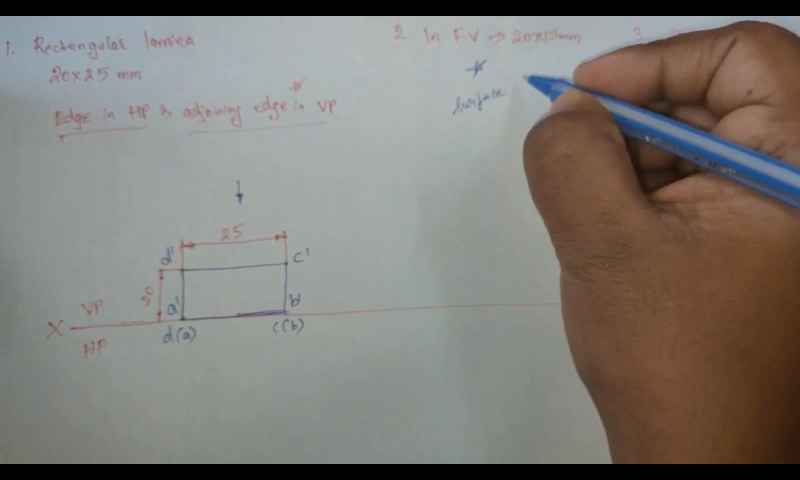 1. Rectangular lamina
20x25 mm
Edge in HP & adjoining edge in VP
2. In FV → 20x15mm
Surface
25
d' c'
20
a' b'
X VP
HP
d(a) c(b)